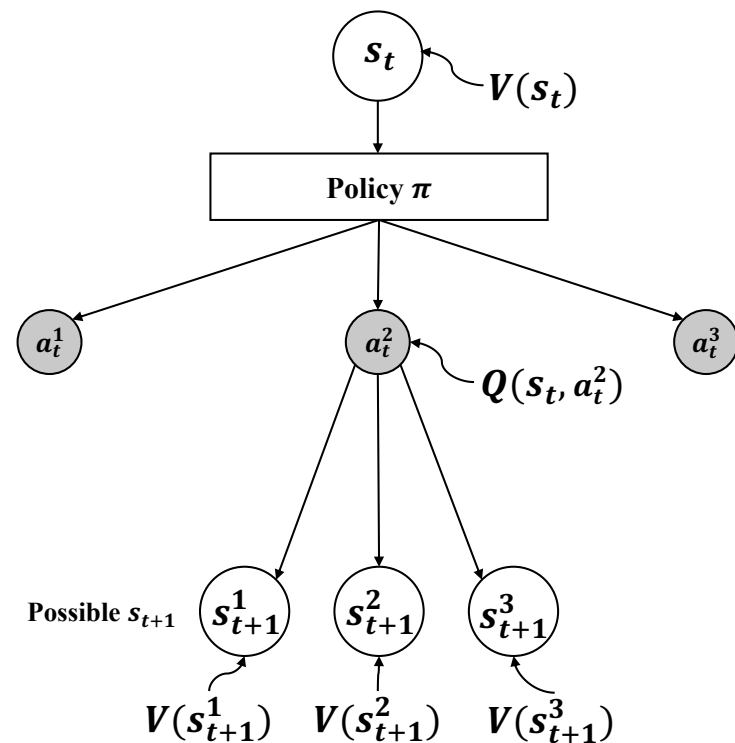 s_t
V(s_t)
Policy π
a_t^1 a_t^2 a_t^3
Q(s_t, a_t^2)
Possible s_{t+1} s_{t+1}^1 s_{t+1}^2 s_{t+1}^3
V(s_{t+1}^1) V(s_{t+1}^2) V(s_{t+1}^3)